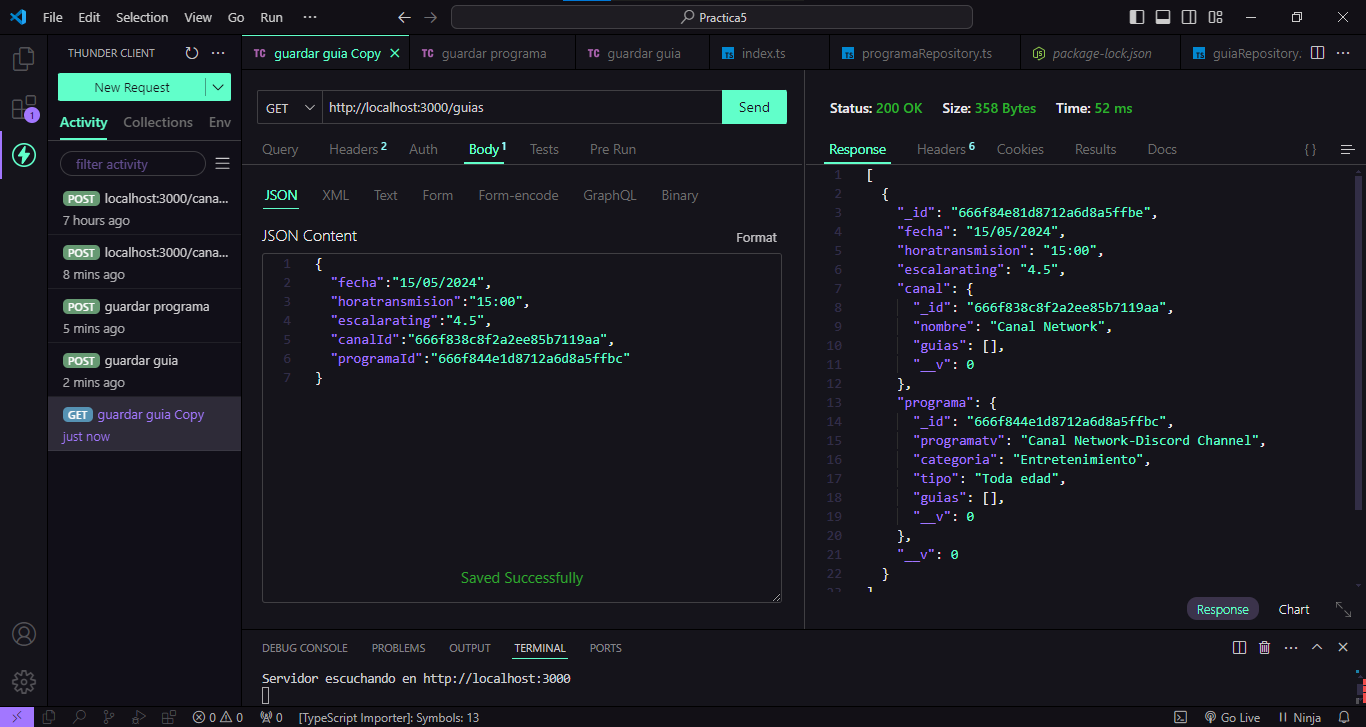 File Edit Selection View Go Run ··· Practica5
THUNDER CLIENT ···
New Request
Activity Collections Env
filter activity
POST localhost:3000/cana...
7 hours ago
POST localhost:3000/cana...
8 mins ago
POST guardar programa
5 mins ago
POST guardar guia
2 mins ago
GET guardar guia Copy
just now
1
TC guardar guia Copy TC guardar programa TC guardar guia TS index.ts TS programaRepository.ts package-lock.json TS guiaRepository. ···
GET http://localhost:3000/guias Send
Query Headers 2 Auth Body 1 Tests Pre Run
JSON XML Text Form Form-encode GraphQL Binary
JSON Content Format
1 {
2 "fecha":"15/05/2024",
3 "horatransmision":"15:00",
4 "escalarating":"4.5",
5 "canalId":"666f838c8f2a2ee85b7119aa",
6 "programaId":"666f844e1d8712a6d8a5ffbc"
7 }
Saved Successfully
Status: 200 OK Size: 358 Bytes Time: 52 ms
Response Headers 6 Cookies Results Docs { }
1 [
2 {
3 "_id": "666f84e81d8712a6d8a5ffbe",
4 "fecha": "15/05/2024",
5 "horatransmision": "15:00",
6 "escalarating": "4.5",
7 "canal": {
8 "_id": "666f838c8f2a2ee85b7119aa",
9 "nombre": "Canal Network",
10 "guias": [],
11 "__v": 0
12 },
13 "programa": {
14 "_id": "666f844e1d8712a6d8a5ffbc",
15 "programatv": "Canal Network-Discord Channel",
16 "categoria": "Entretenimiento",
17 "tipo": "Toda edad",
18 "guias": [],
19 "__v": 0
20 },
21 "__v": 0
22 }
23 ]
Response Chart
DEBUG CONSOLE PROBLEMS OUTPUT TERMINAL PORTS ···
Servidor escuchando en http://localhost:3000
0 0 0 [TypeScript Importer]: Symbols: 13 Go Live Ninja